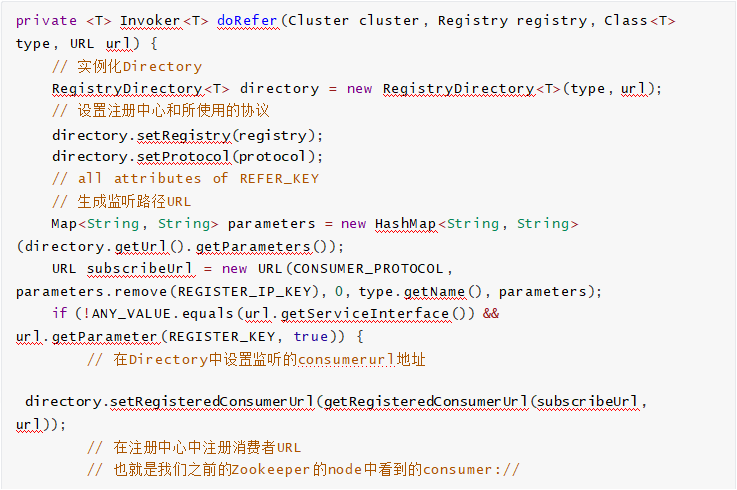 private <T> Invoker<T> doRefer(Cluster cluster, Registry registry, Class<T>
type, URL url) {
// 实例化Directory
RegistryDirectory<T> directory = new RegistryDirectory<T>(type, url);
// 设置注册中心和所使用的协议
directory.setRegistry(registry);
directory.setProtocol(protocol);
// all attributes of REFER_KEY
// 生成监听路径URL
Map<String, String> parameters = new HashMap<String, String>
(directory.getUrl().getParameters());
URL subscribeUrl = new URL(CONSUMER_PROTOCOL,
parameters.remove(REGISTER_IP_KEY), 0, type.getName(), parameters);
if (!ANY_VALUE.equals(url.getServiceInterface()) &&
url.getParameter(REGISTER_KEY, true)) {
// 在Directory中设置监听的consumerurl地址
directory.setRegisteredConsumerUrl(getRegisteredConsumerUrl(subscribeUrl,
url));
// 在注册中心中注册消费者URL
// 也就是我们之前的Zookeeper的node中看到的consumer://